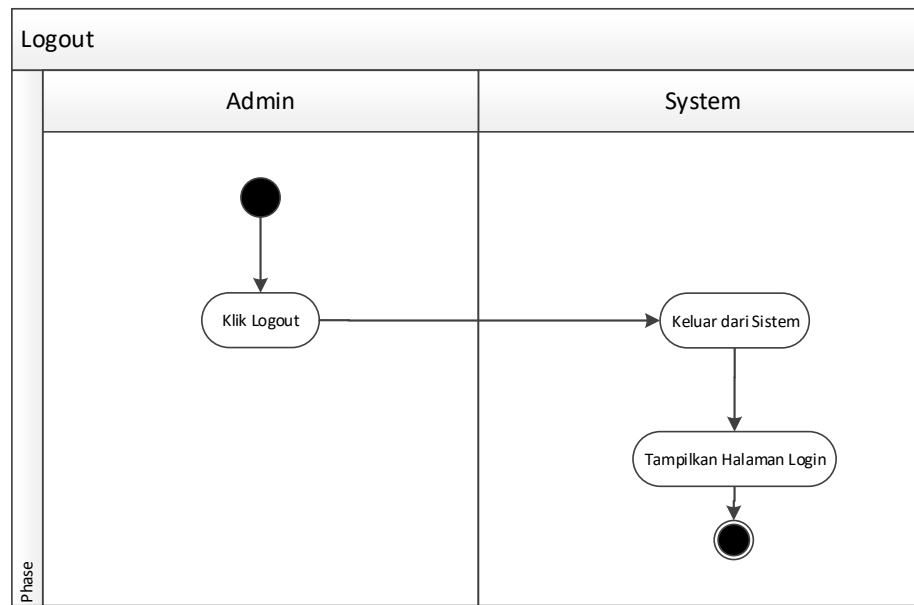 Logout
Admin
System
Klik Logout
Keluar dari Sistem
Tampilkan Halaman Login
Phase